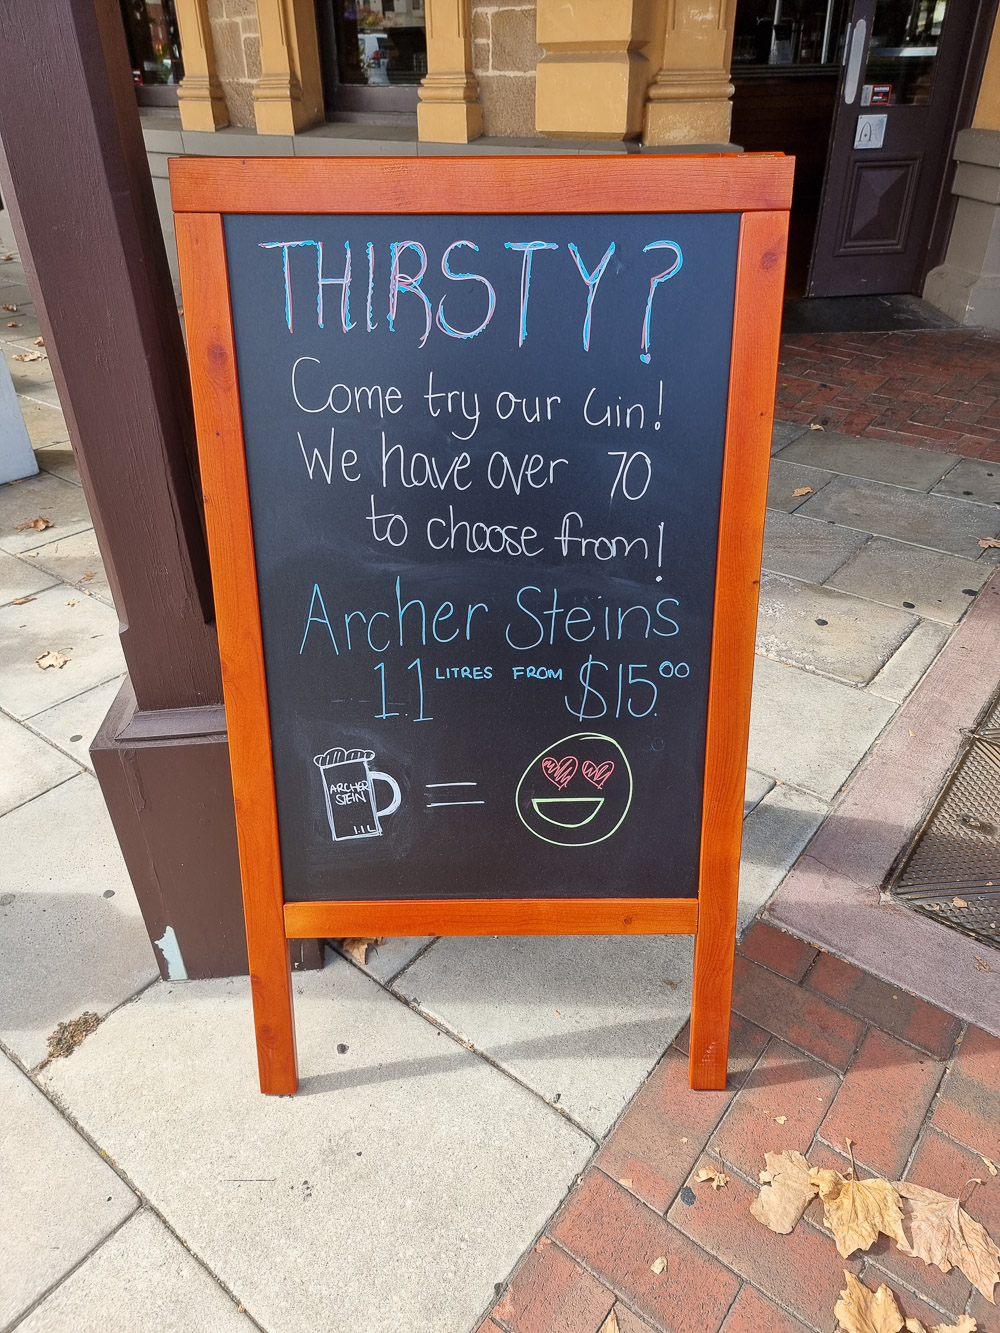 THIRSTY?
Come try our Gin!
We have over 70
to choose from!
Archer Steins
1.1 LITRES FROM $15.00
ARCHER
STEIN
1.1L